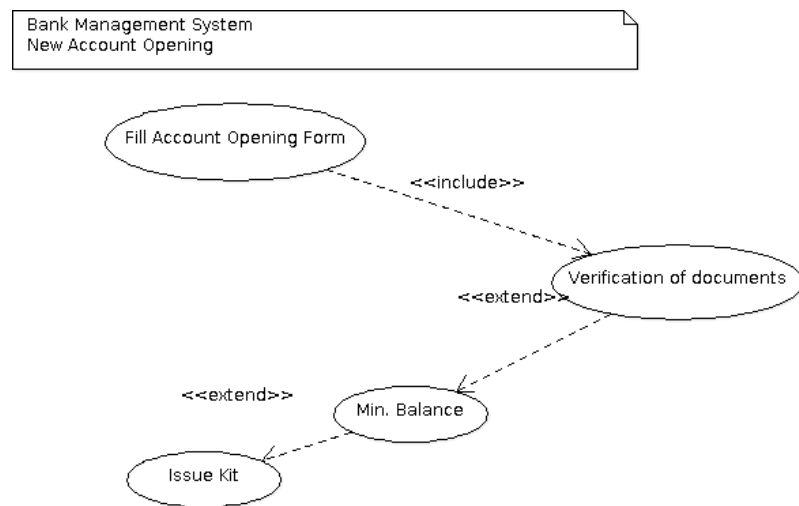 Bank Management System
New Account Opening
Fill Account Opening Form
<<include>>
Verification of documents
<<extend>>
<<extend>>
Min. Balance
Issue Kit